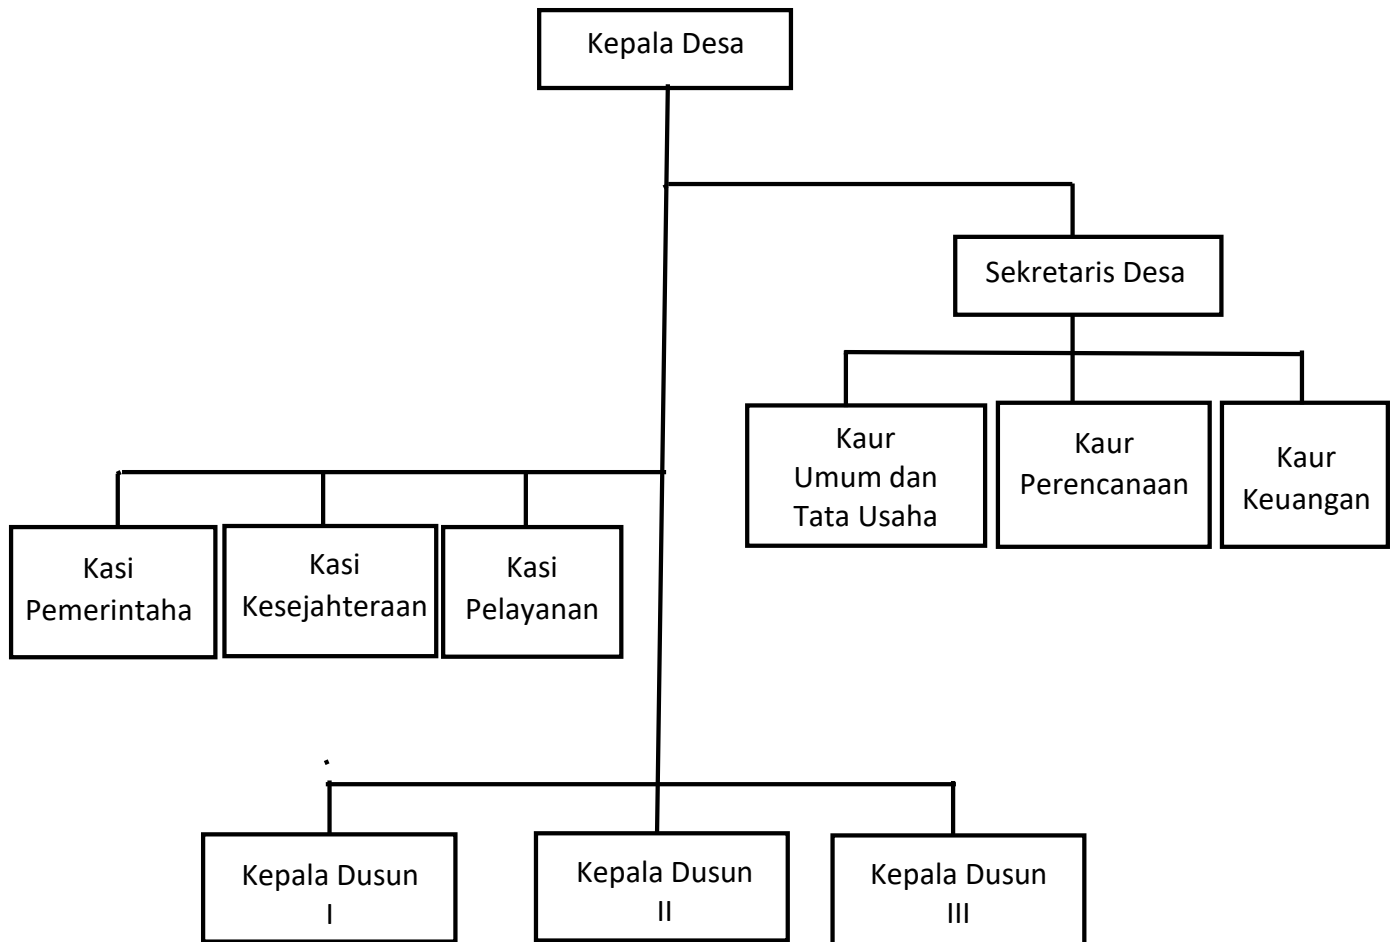 Kepala Desa
Sekretaris Desa
Kaur
Umum dan
Tata Usaha
Kaur
Perencanaan
Kaur
Keuangan
Kasi
Pemerintaha
Kasi
Kesejahteraan
Kasi
Pelayanan
Kepala Dusun
I
Kepala Dusun
II
Kepala Dusun
III